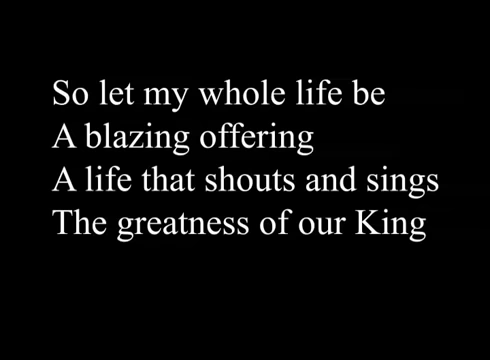 So let my whole life be
A blazing offering
A life that shouts and sings
The greatness of our King